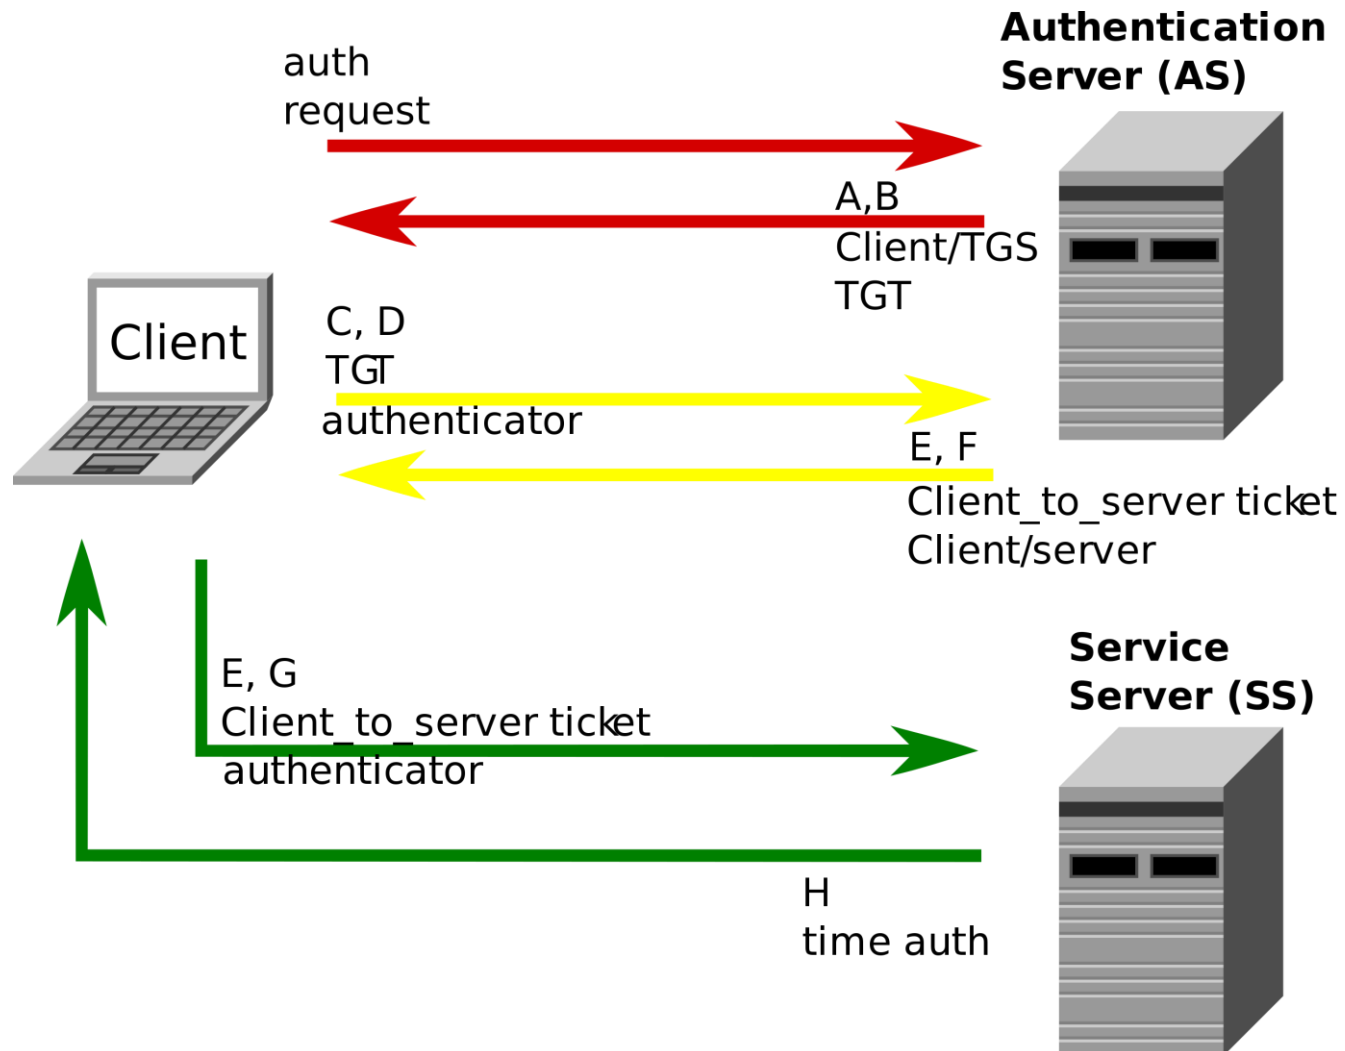 Authentication
Server (AS)
auth
request
A,B
Client/TGS
TGT
Client
C, D
TGT
authenticator
E, F
Client_to_server ticket
Client/server
E, G
Client_to_server ticket
authenticator
Service
Server (SS)
H
time auth